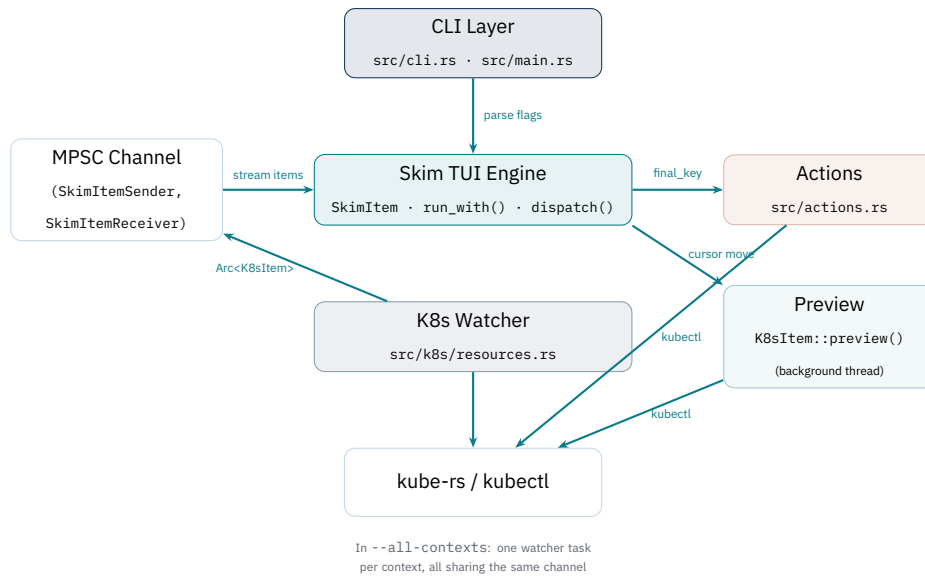 CLI Layer
src/cli.rs · src/main.rs
parse flags
MPSC Channel
(SkimItemSender,
SkimItemReceiver)
stream items
Skim TUI Engine
SkimItem · run_with() · dispatch()
final_key
Actions
src/actions.rs
cursor move
Arc<K8sItem>
K8s Watcher
src/k8s/resources.rs
kubectl
Preview
K8sItem::preview()
(background thread)
kubectl
kube-rs / kubectl
In --all-contexts: one watcher task
per context, all sharing the same channel